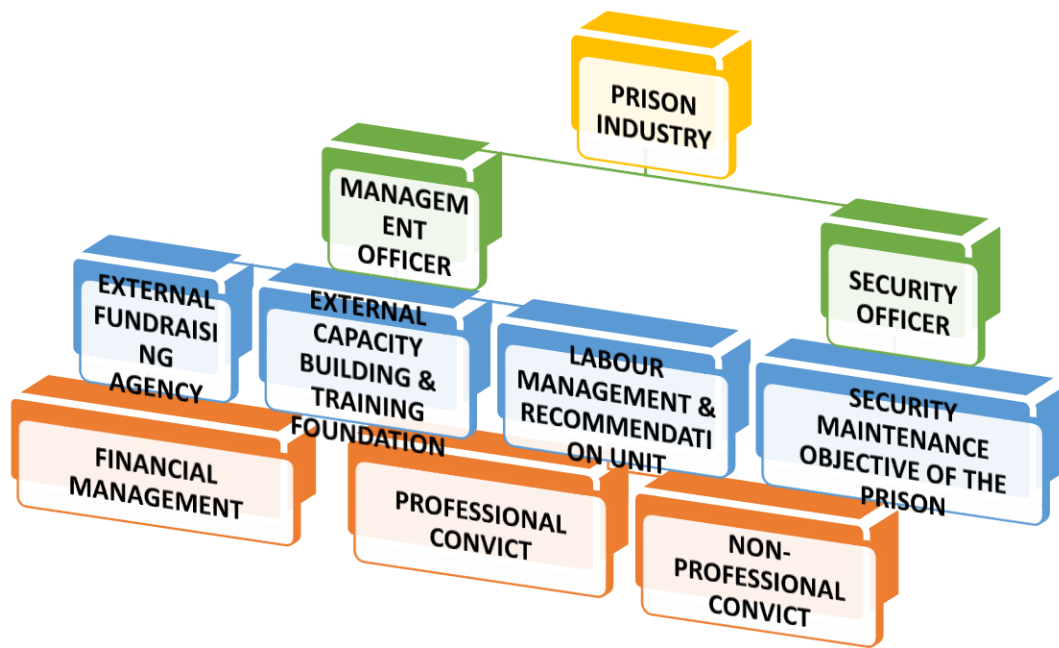 PRISON
INDUSTRY
MANAGEM
ENT
OFFICER
SECURITY
OFFICER
EXTERNAL
FUNDRAISI
NG
AGENCY
EXTERNAL
CAPACITY
BUILDING &
TRAINING
FOUNDATION
LABOUR
MANAGEMENT &
RECOMMENDATI
ON UNIT
SECURITY
MAINTENANCE
OBJECTIVE OF THE
PRISON
FINANCIAL
MANAGEMENT
PROFESSIONAL
CONVICT
NON-
PROFESSIONAL
CONVICT